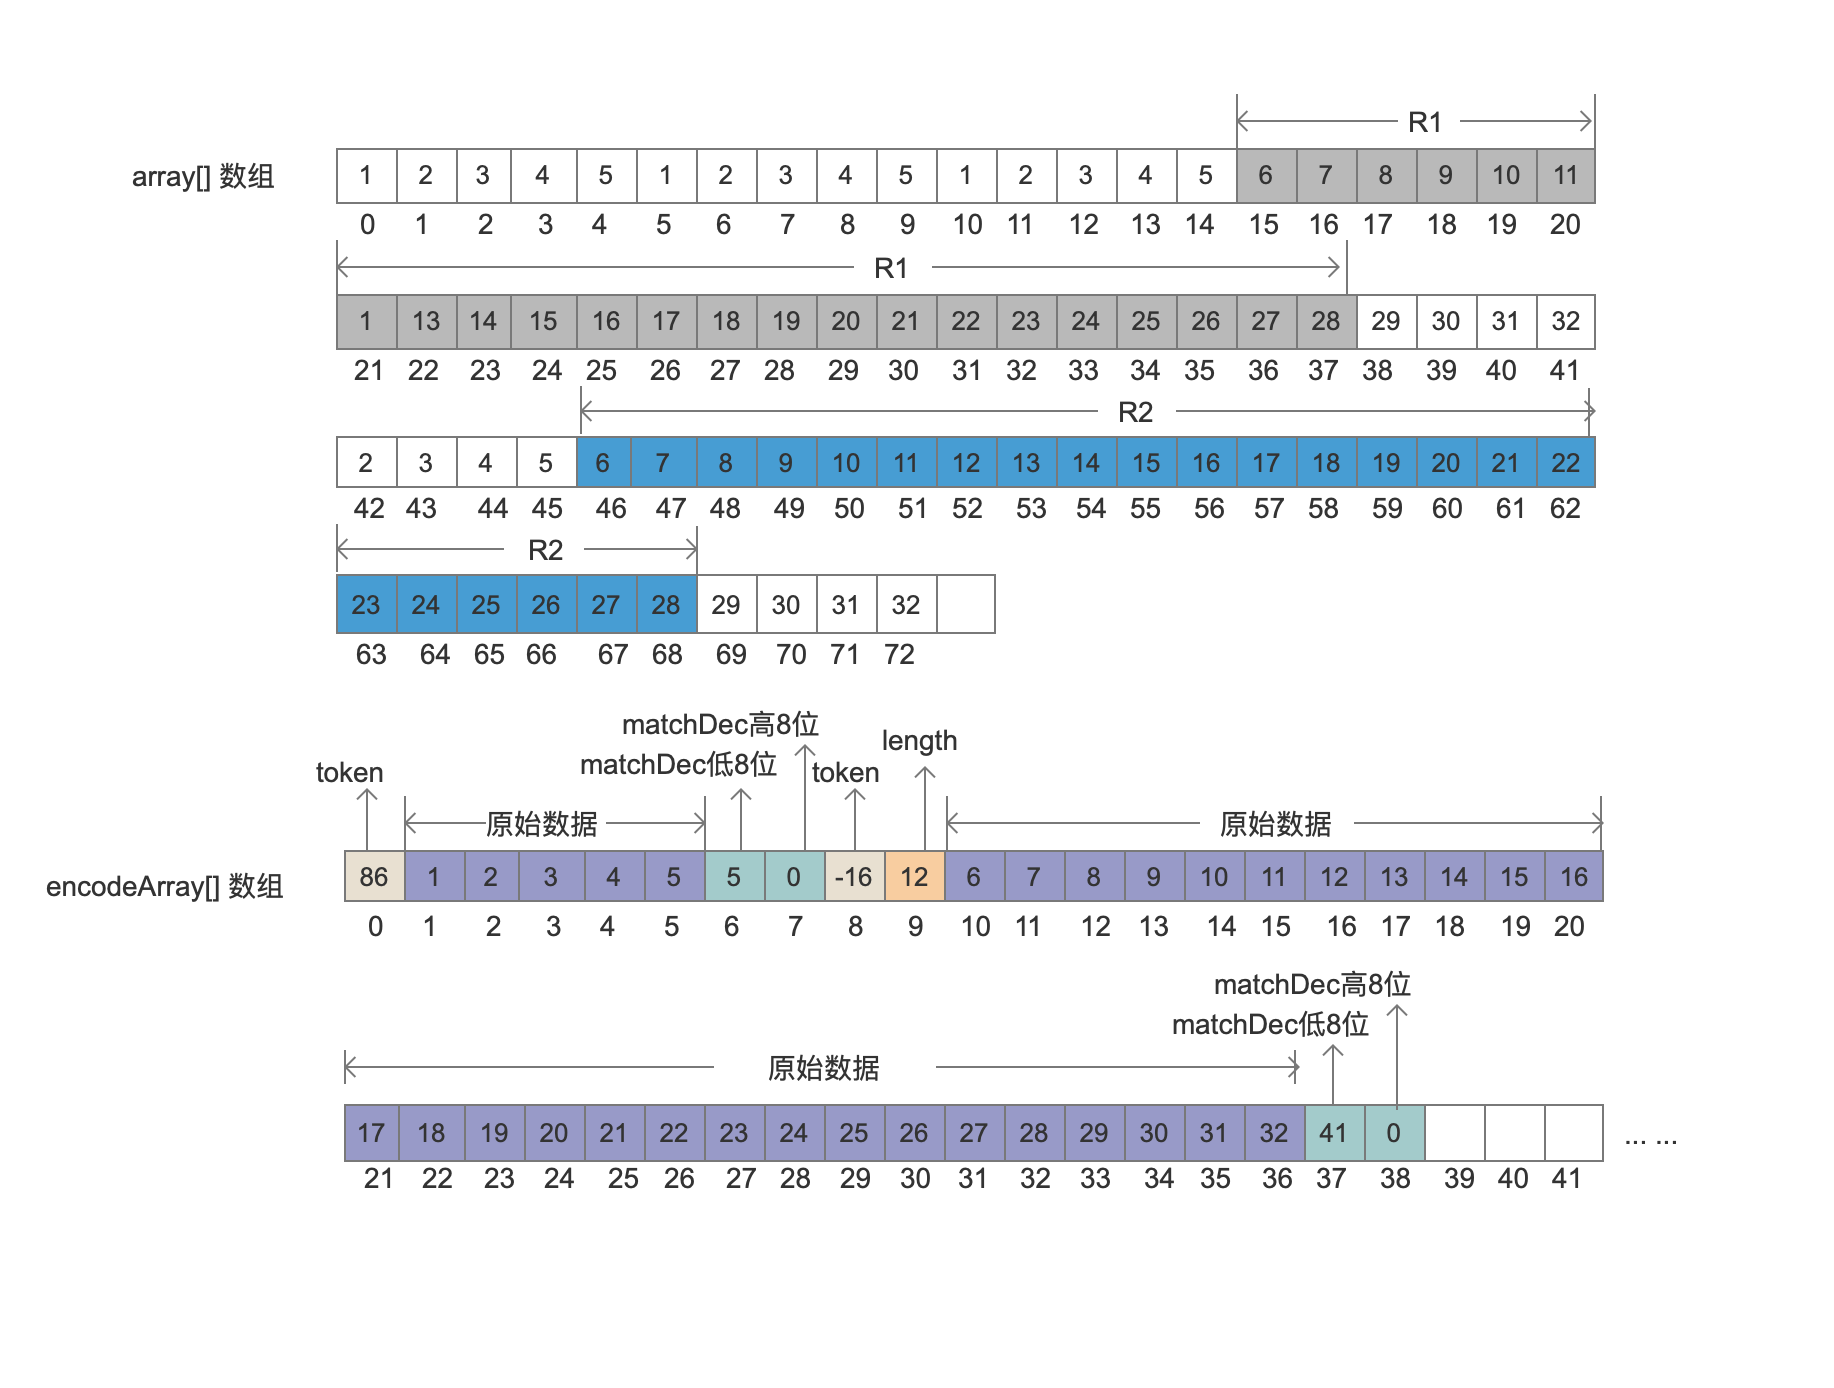 R1
array[] 数组 1 2 3 4 5 1 2 3 4 5 1 2 3 4 5 6 7 8 9 10 11
0 1 2 3 4 5 6 7 8 9 10 11 12 13 14 15 16 17 18 19 20
R1
1 13 14 15 16 17 18 19 20 21 22 23 24 25 26 27 28 29 30 31 32
21 22 23 24 25 26 27 28 29 30 31 32 33 34 35 36 37 38 39 40 41
R2
2 3 4 5 6 7 8 9 10 11 12 13 14 15 16 17 18 19 20 21 22
42 43 44 45 46 47 48 49 50 51 52 53 54 55 56 57 58 59 60 61 62
R2
23 24 25 26 27 28 29 30 31 32
63 64 65 66 67 68 69 70 71 72
matchDec高8位
length
matchDec低8位
token token
原始数据 原始数据
encodeArray[] 数组 86 1 2 3 4 5 5 0 -16 12 6 7 8 9 10 11 12 13 14 15 16
0 1 2 3 4 5 6 7 8 9 10 11 12 13 14 15 16 17 18 19 20
matchDec高8位
matchDec低8位
原始数据
17 18 19 20 21 22 23 24 25 26 27 28 29 30 31 32 41 0 ... ...
21 22 23 24 25 26 27 28 29 30 31 32 33 34 35 36 37 38 39 40 41